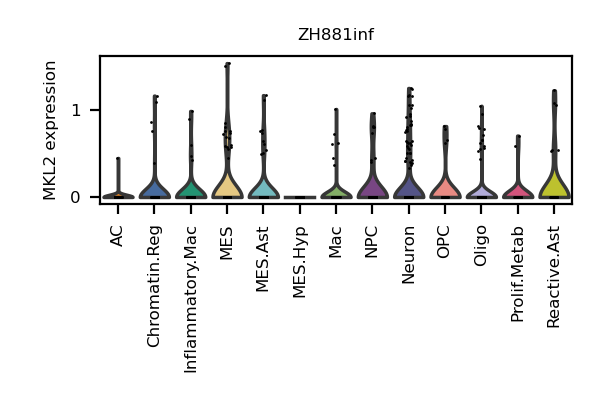 ZH881inf
MKL2 expression
1
0
AC
Chromatin.Reg
Inflammatory.Mac
MES
MES.Ast
MES.Hyp
Mac
NPC
Neuron
OPC
Oligo
Prolif.Metab
Reactive.Ast